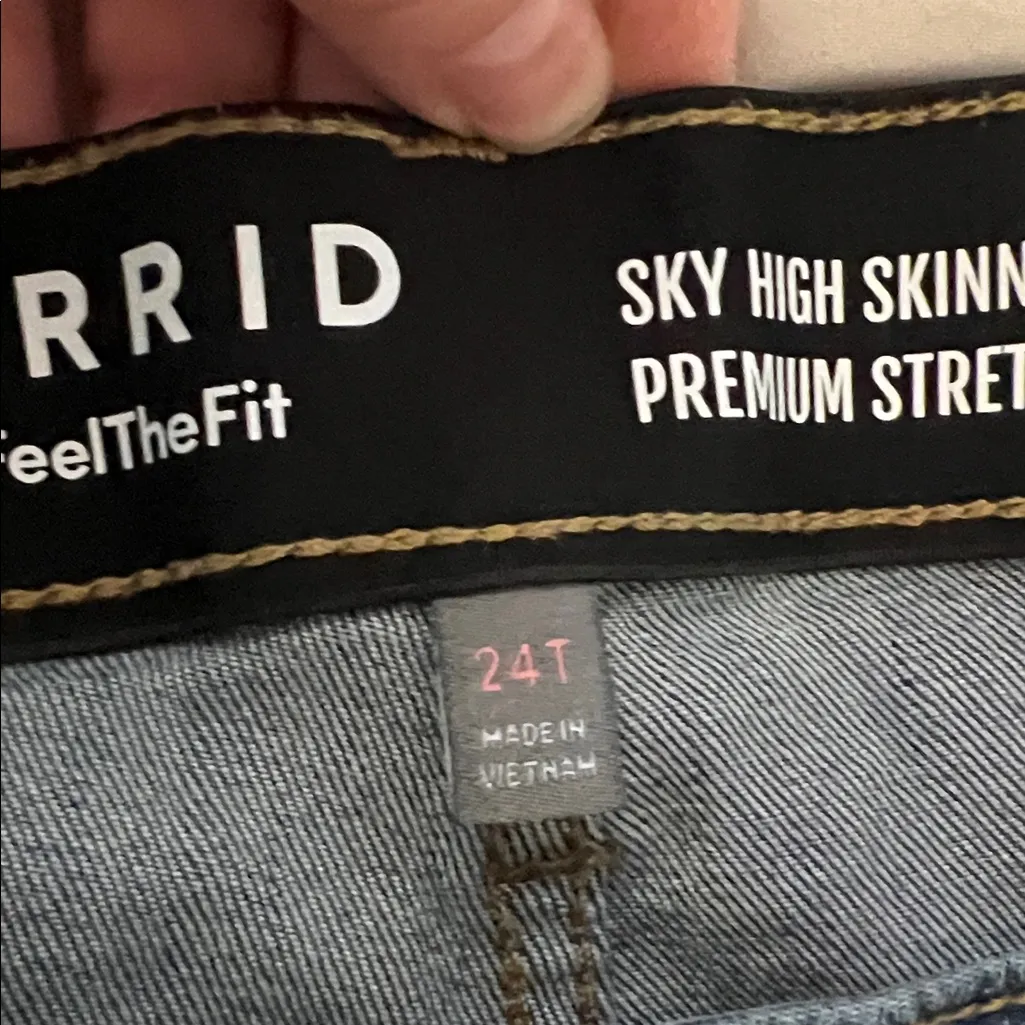 RRID
FeelTheFit
SKY HIGH SKINN
PREMIUM STRET
24T
MADE IN
VIETNAM